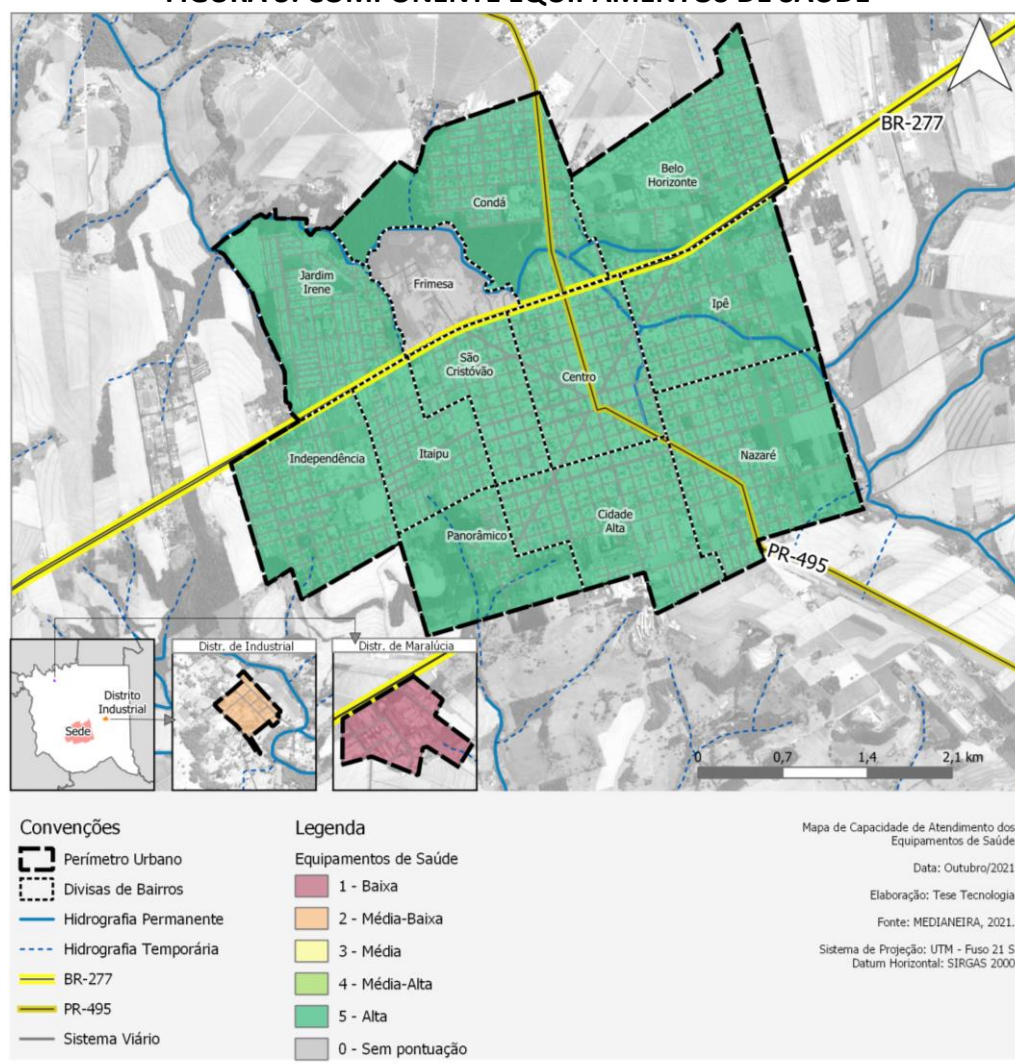 FIGURA 3: COMPONENTE EQUIPAMENTOS DE SAÚDE
BR-277
Belo
Horizonte
Condá
Jardim
Irene
Frimesa
Ipê
São
Cristóvão
Centro
Independência
Itaipu
Nazaré
Cidade
Alta
Panorâmico
PR-495
Distr. de Industrial
Distr. de Maralúcia
Distrito
Industrial
Sede
0 0,7 1,4 2,1 km
Convenções
Perímetro Urbano
Divisas de Bairros
Hidrografia Permanente
Hidrografia Temporária
BR-277
PR-495
Sistema Viário
Legenda
Equipamentos de Saúde
1 - Baixa
2 - Média-Baixa
3 - Média
4 - Média-Alta
5 - Alta
0 - Sem pontuação
Mapa de Capacidade de Atendimento dos
Equipamentos de Saúde
Data: Outubro/2021
Elaboração: Tese Tecnologia
Fonte: MEDIANEIRA, 2021.
Sistema de Projeção: UTM - Fuso 21 S
Datum Horizontal: SIRGAS 2000